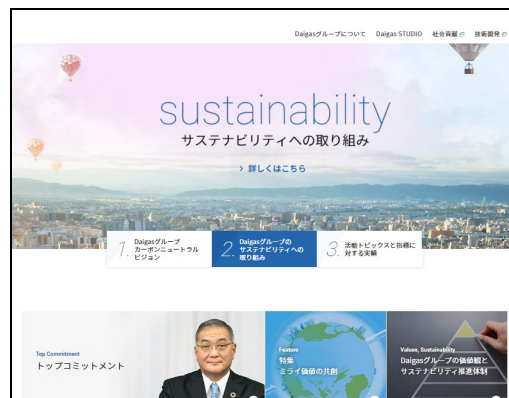 Daigasグループについて Daigas STUDIO 社会貢献 技術開発
sustainability
サステナビリティへの取り組み
> 詳しくはこちら
1. Daigasグループ
カーボンニュートラル
ビジョン
2. Daigasグループの
サステナビリティへの
取り組み
3. 活動トピックスと指標に
対する実績
Top Commitment
トップコミットメント
Feature
特集
ミライ価値の共創
Values, Sustainability
Daigasグループの価値観と
サステナビリティ推進体制